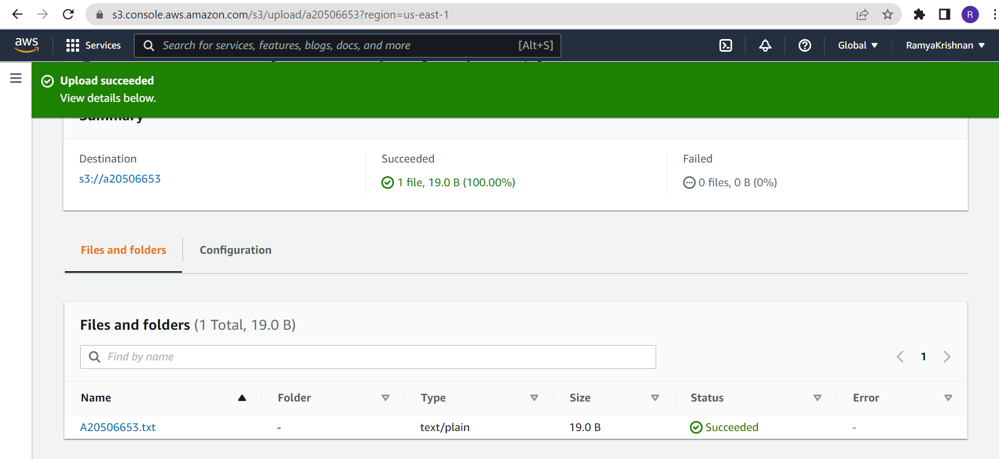 s3.console.aws.amazon.com/s3/upload/a20506653?region=us-east-1
R
aws
Services
Search for services, features, blogs, docs, and more [Alt+S]
Global
RamyaKrishnan
Upload succeeded
View details below.
Summary
Destination
s3://a20506653
Succeeded
1 file, 19.0 B (100.00%)
Failed
0 files, 0 B (0%)
Files and folders
Configuration
Files and folders (1 Total, 19.0 B)
Find by name
1
Name Folder Type Size Status Error
A20506653.txt - text/plain 19.0 B Succeeded -